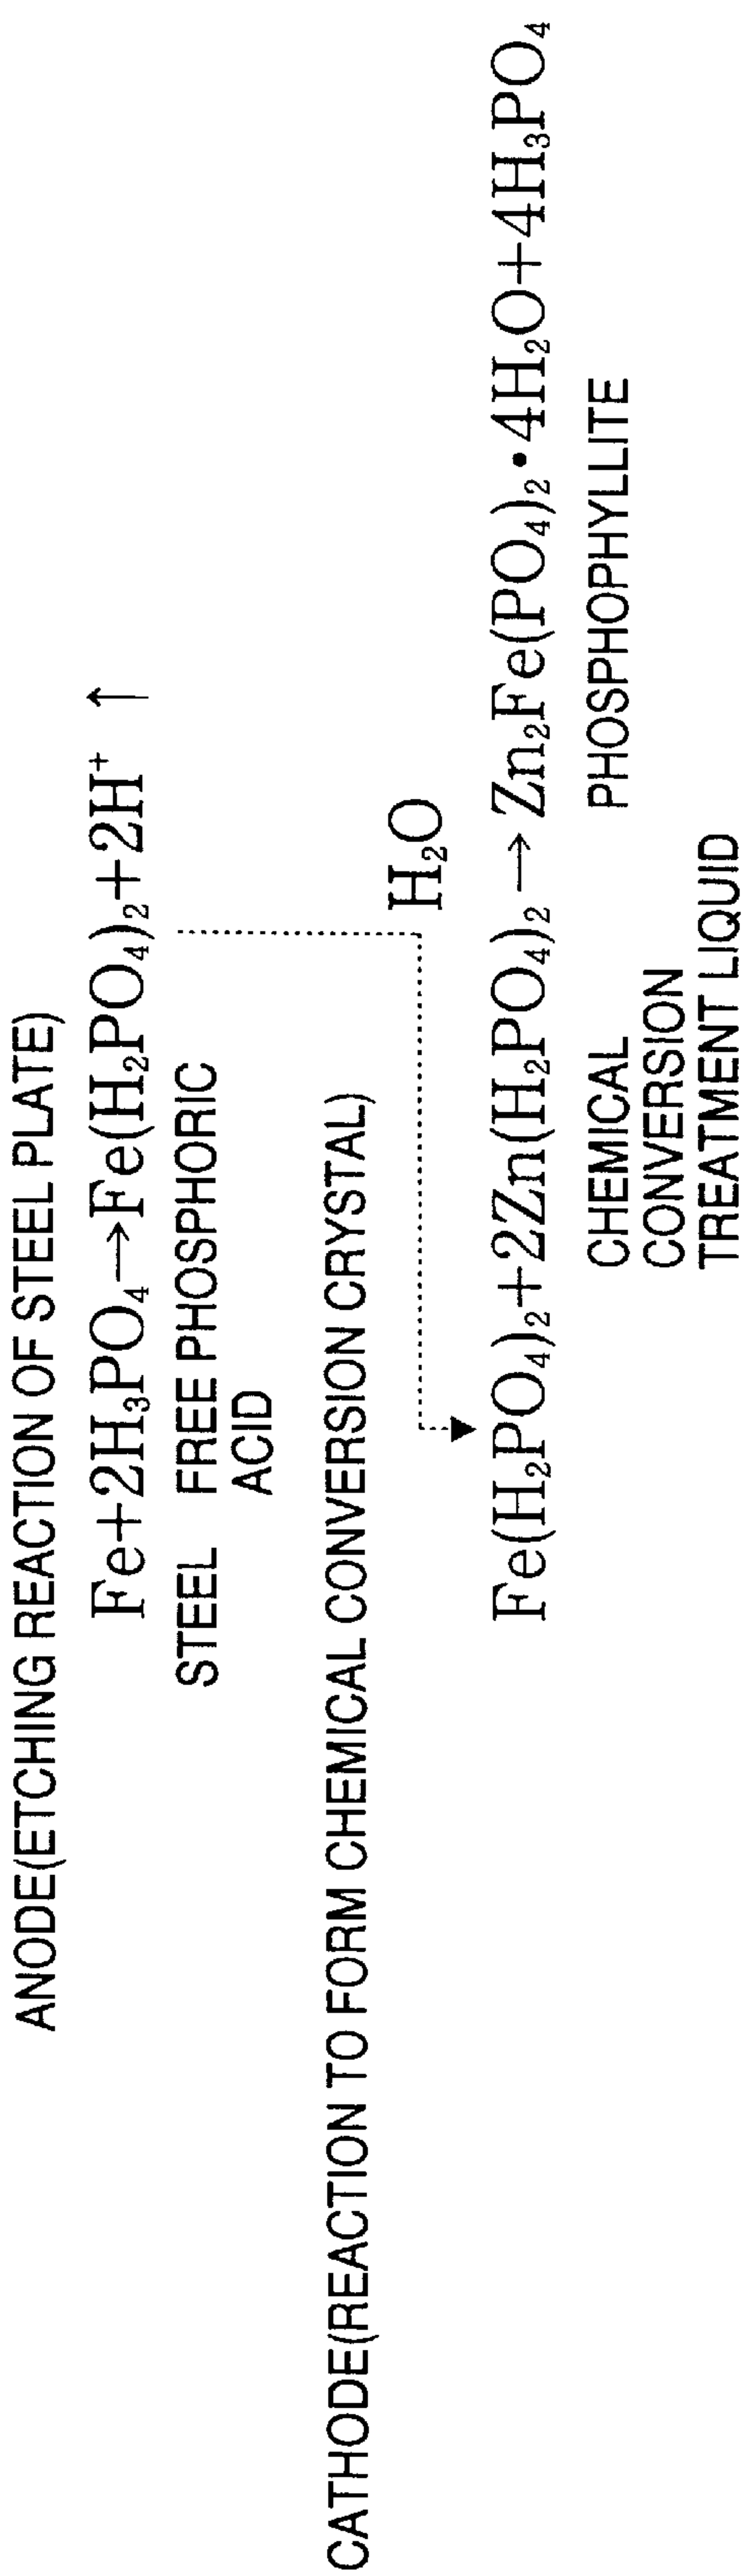 ANODE(ETCHING REACTION OF STEEL PLATE)
Fe+2H₃PO₄→Fe(H₂PO₄)₂+2H⁺ ↑
STEEL FREE PHOSPHORIC
ACID
CATHODE(REACTION TO FORM CHEMICAL CONVERSION CRYSTAL)
H₂O
Fe(H₂PO₄)₂+2Zn(H₂PO₄)₂→Zn₂Fe(PO₄)₂•4H₂O+4H₃PO₄
CHEMICAL PHOSPHOPHYLLITE
CONVERSION
TREATMENT LIQUID